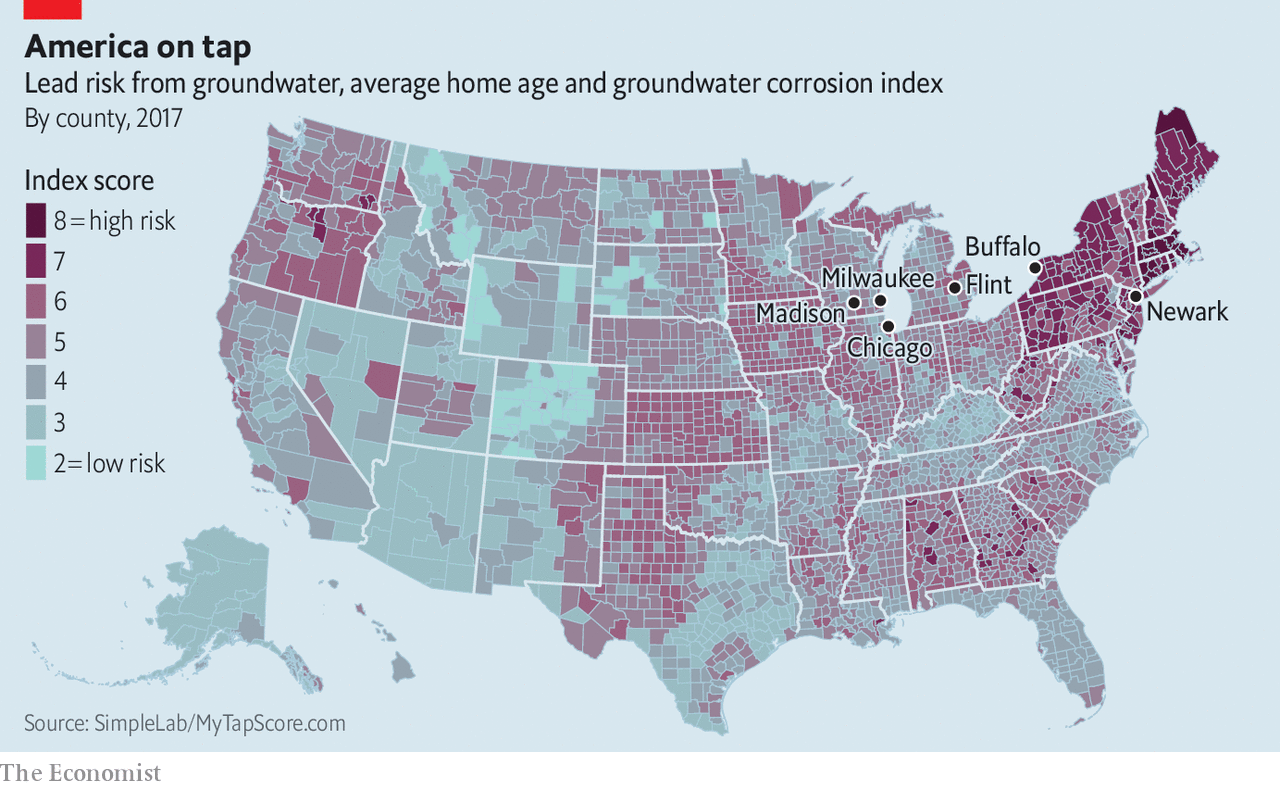 America on tap
Lead risk from groundwater, average home age and groundwater corrosion index
By county, 2017
Index score
8=high risk
7
6
5
4
3
2=low risk
Buffalo
Milwaukee
Flint
Madison
Newark
Chicago
Source: SimpleLab/MyTapScore.com
The Economist